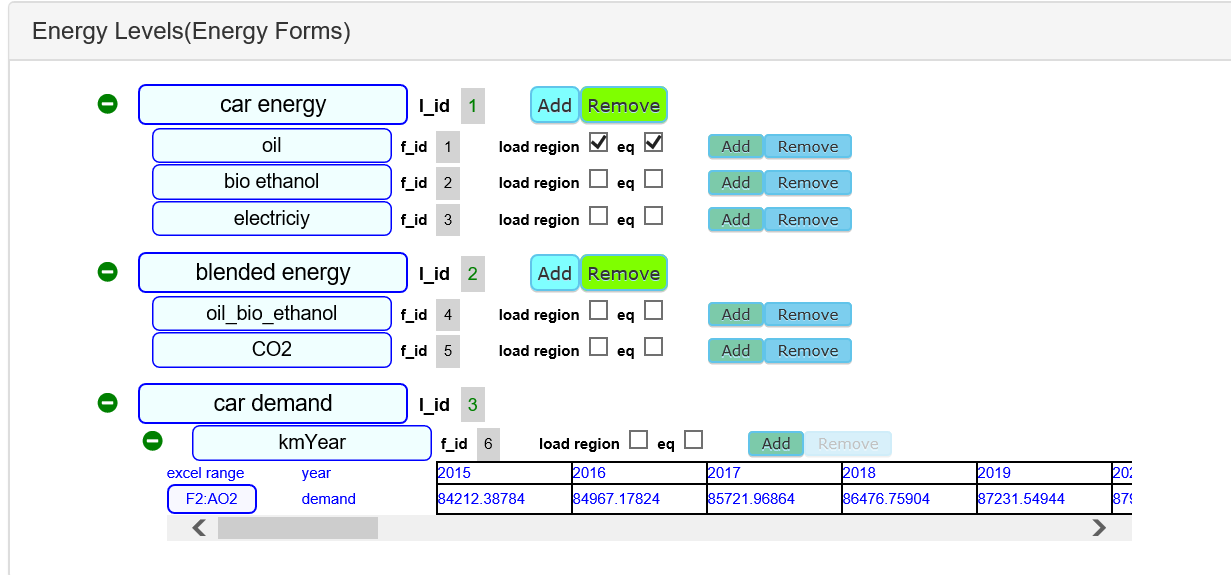 Energy Levels(Energy Forms)
car energy l_id 1 Add Remove
oil f_id 1 load region eq Add Remove
bio ethanol f_id 2 load region eq Add Remove
electriciy f_id 3 load region eq Add Remove
blended energy l_id 2 Add Remove
oil_bio_ethanol f_id 4 load region eq Add Remove
CO2 f_id 5 load region eq Add Remove
car demand l_id 3
kmYear f_id 6 load region eq Add Remove
excel range year 2015 2016 2017 2018 2019
F2:AO2 demand 84212.38784 84967.17824 85721.96864 86476.75904 87231.54944